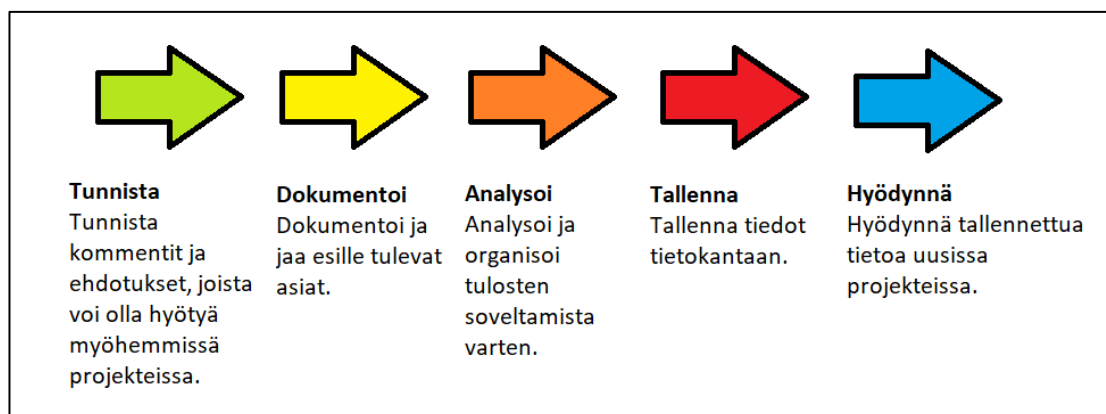 Tunnista
Tunnista
kommentit ja
ehdotukset, joista
voi olla hyötyä
myöhemmissä
projekteissa.
Dokumentoi
Dokumentoi ja
jaa esille tulevat
asiat.
Analysoi
Analysoi ja
organisoi
tulosten
soveltamista
varten.
Tallenna
Tallenna tiedot
tietokantaan.
Hyödynnä
Hyödynnä tallennettua
tietoa uusissa
projekteissa.